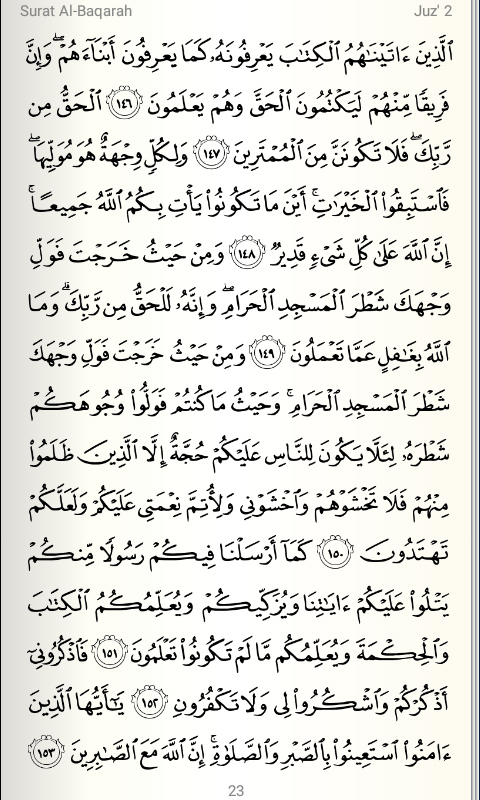 Surat Al-Baqarah Juz' 2
ٱلَّذِينَ ءَاتَيْنَٰهُمُ ٱلْكِتَٰبَ يَعْرِفُونَهُۥ كَمَا يَعْرِفُونَ أَبْنَآءَهُمْ ۖ وَإِنَّ
فَرِيقًا مِّنْهُمْ لَيَكْتُمُونَ ٱلْحَقَّ وَهُمْ يَعْلَمُونَ ١٤٦ ٱلْحَقُّ مِن
رَّبِّكَ ۖ فَلَا تَكُونَنَّ مِنَ ٱلْمُمْتَرِينَ ١٤٧ وَلِكُلٍّ وِجْهَةٌ هُوَ مُوَلِّيهَا ۖ
فَٱسْتَبِقُوا۟ ٱلْخَيْرَٰتِ ۚ أَيْنَ مَا تَكُونُوا۟ يَأْتِ بِكُمُ ٱللَّهُ جَمِيعًا ۚ
إِنَّ ٱللَّهَ عَلَىٰ كُلِّ شَىْءٍ قَدِيرٌ ١٤٨ وَمِنْ حَيْثُ خَرَجْتَ فَوَلِّ
وَجْهَكَ شَطْرَ ٱلْمَسْجِدِ ٱلْحَرَامِ ۖ وَإِنَّهُۥ لَلْحَقُّ مِن رَّبِّكَ ۗ وَمَا
ٱللَّهُ بِغَٰفِلٍ عَمَّا تَعْمَلُونَ ١٤٩ وَمِنْ حَيْثُ خَرَجْتَ فَوَلِّ وَجْهَكَ
شَطْرَ ٱلْمَسْجِدِ ٱلْحَرَامِ ۚ وَحَيْثُ مَا كُنتُمْ فَوَلُّوا۟ وُجُوهَكُمْ
شَطْرَهُۥ لِئَلَّا يَكُونَ لِلنَّاسِ عَلَيْكُمْ حُجَّةٌ إِلَّا ٱلَّذِينَ ظَلَمُوا۟
مِنْهُمْ فَلَا تَخْشَوْهُمْ وَٱخْشَوْنِى وَلِأُتِمَّ نِعْمَتِى عَلَيْكُمْ وَلَعَلَّكُمْ
تَهْتَدُونَ ١٥٠ كَمَآ أَرْسَلْنَا فِيكُمْ رَسُولًا مِّنكُمْ
يَتْلُوا۟ عَلَيْكُمْ ءَايَٰتِنَا وَيُزَكِّيكُمْ وَيُعَلِّمُكُمُ ٱلْكِتَٰبَ
وَٱلْحِكْمَةَ وَيُعَلِّمُكُم مَّا لَمْ تَكُونُوا۟ تَعْلَمُونَ ١٥١ فَٱذْكُرُونِىٓ
أَذْكُرْكُمْ وَٱشْكُرُوا۟ لِى وَلَا تَكْفُرُونِ ١٥٢ يَٰٓأَيُّهَا ٱلَّذِينَ
ءَامَنُوا۟ ٱسْتَعِينُوا۟ بِٱلصَّبْرِ وَٱلصَّلَوٰةِ ۚ إِنَّ ٱللَّهَ مَعَ ٱلصَّٰبِرِينَ ١٥٣
23